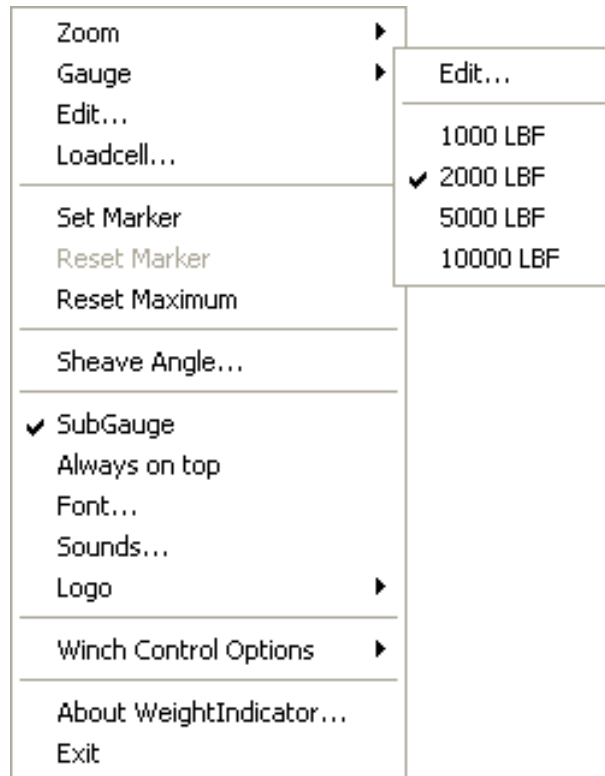 Zoom
Gauge
Edit...
Loadcell...
Set Marker
Reset Marker
Reset Maximum
Sheave Angle...
SubGauge
Always on top
Font...
Sounds...
Logo
Winch Control Options
About WeightIndicator...
Exit
Edit...
1000 LBF
2000 LBF
5000 LBF
10000 LBF